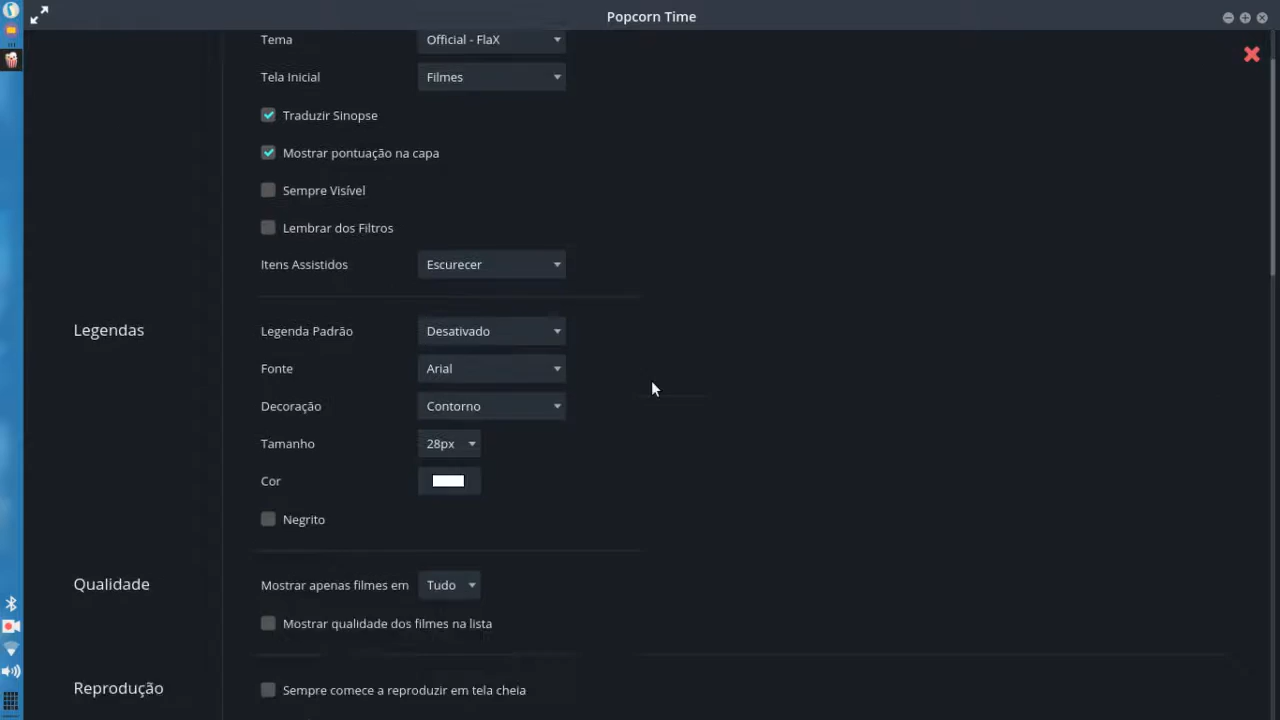 Popcorn Time
Tema Official - FlaX
Tela Inicial Filmes
Traduzir Sinopse
Mostrar pontuação na capa
Sempre Visível
Lembrar dos Filtros
Itens Assistidos Escurecer
Legendas Legenda Padrão Desativado
Fonte Arial
Decoração Contorno
Tamanho 28px
Cor
Negrito
Qualidade Mostrar apenas filmes em Tudo
Mostrar qualidade dos filmes na lista
Reprodução Sempre comece a reproduzir em tela cheia